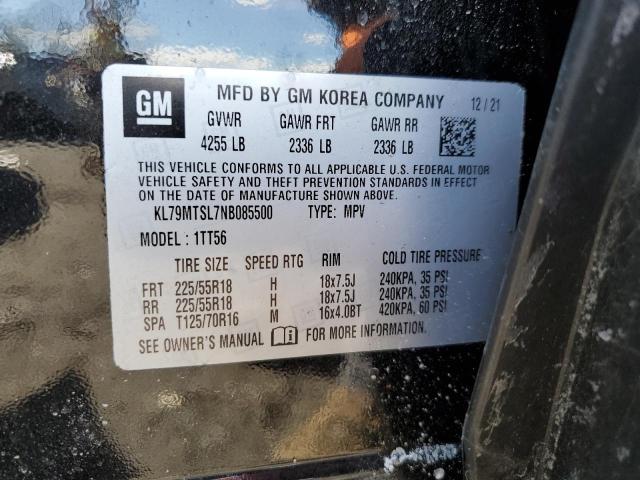 GM MFD BY GM KOREA COMPANY 12/21
GVWR GAWR FRT GAWR RR
4255 LB 2336 LB 2336 LB
THIS VEHICLE CONFORMS TO ALL APPLICABLE U.S. FEDERAL MOTOR
VEHICLE SAFETY AND THEFT PREVENTION STANDARDS IN EFFECT
ON THE DATE OF MANUFACTURE SHOWN ABOVE.
KL79MTSL7NB085500 TYPE: MPV
MODEL: 1TT56
TIRE SIZE SPEED RTG RIM COLD TIRE PRESSURE
FRT 225/55R18 H 18x7.5J 240KPA, 35 PSI
RR 225/55R18 H 18x7.5J 240KPA, 35 PSI
SPA T125/70R16 M 16x4.0BT 420KPA, 60 PSI
SEE OWNER'S MANUAL FOR MORE INFORMATION